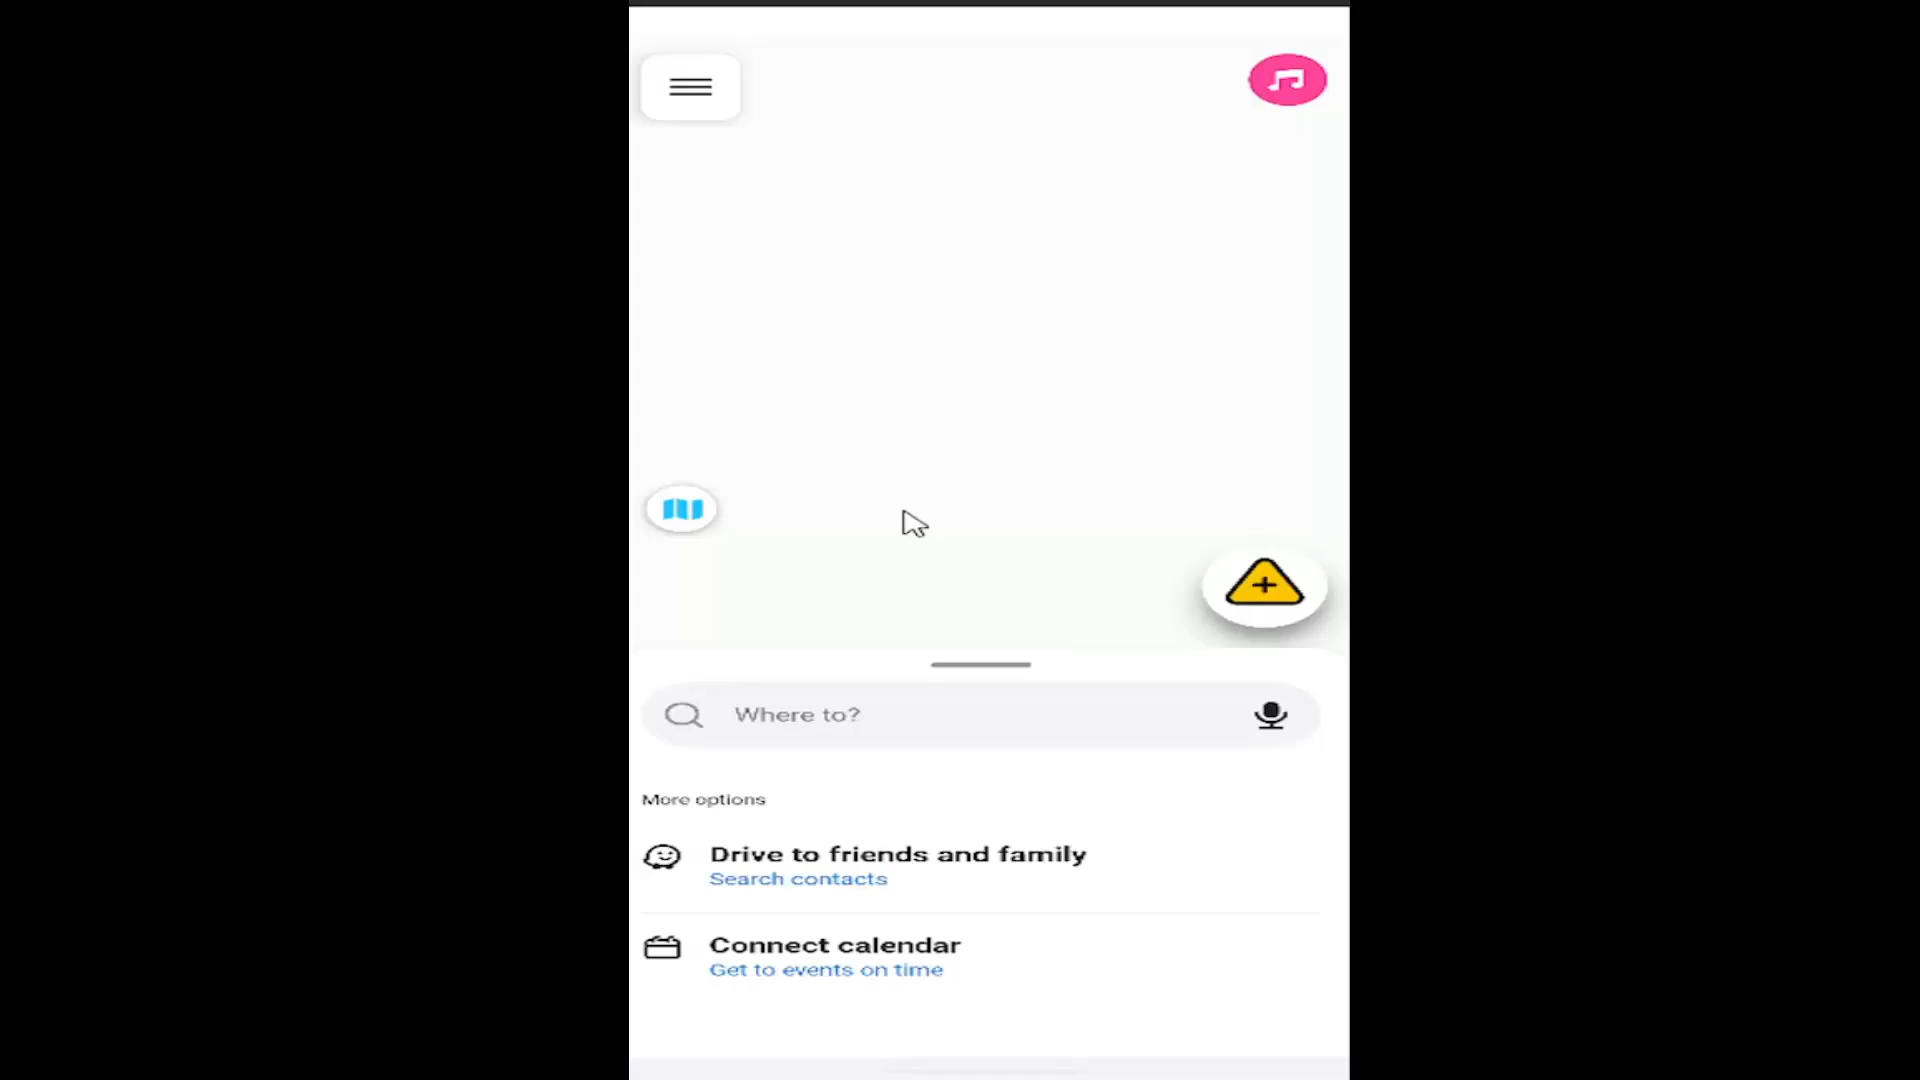 Where to?
More options
Drive to friends and family
Search contacts
Connect calendar
Get to events on time